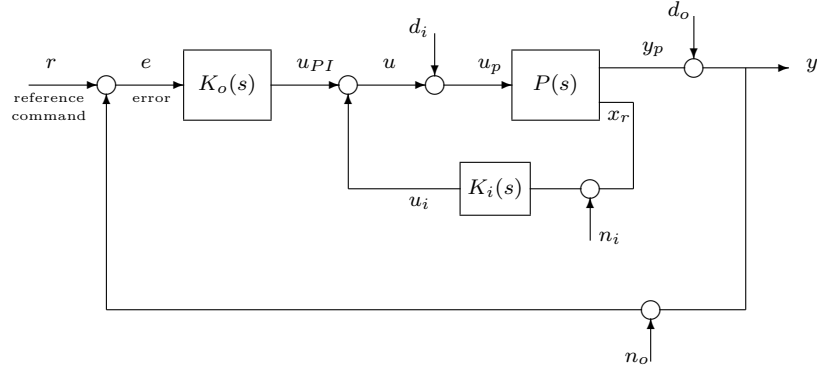 d_i
d_o
r
e
K_o(s)
u_{PI}
u
u_p
P(s)
y_p
y
reference
command
error
x_r
K_i(s)
u_i
n_i
n_o